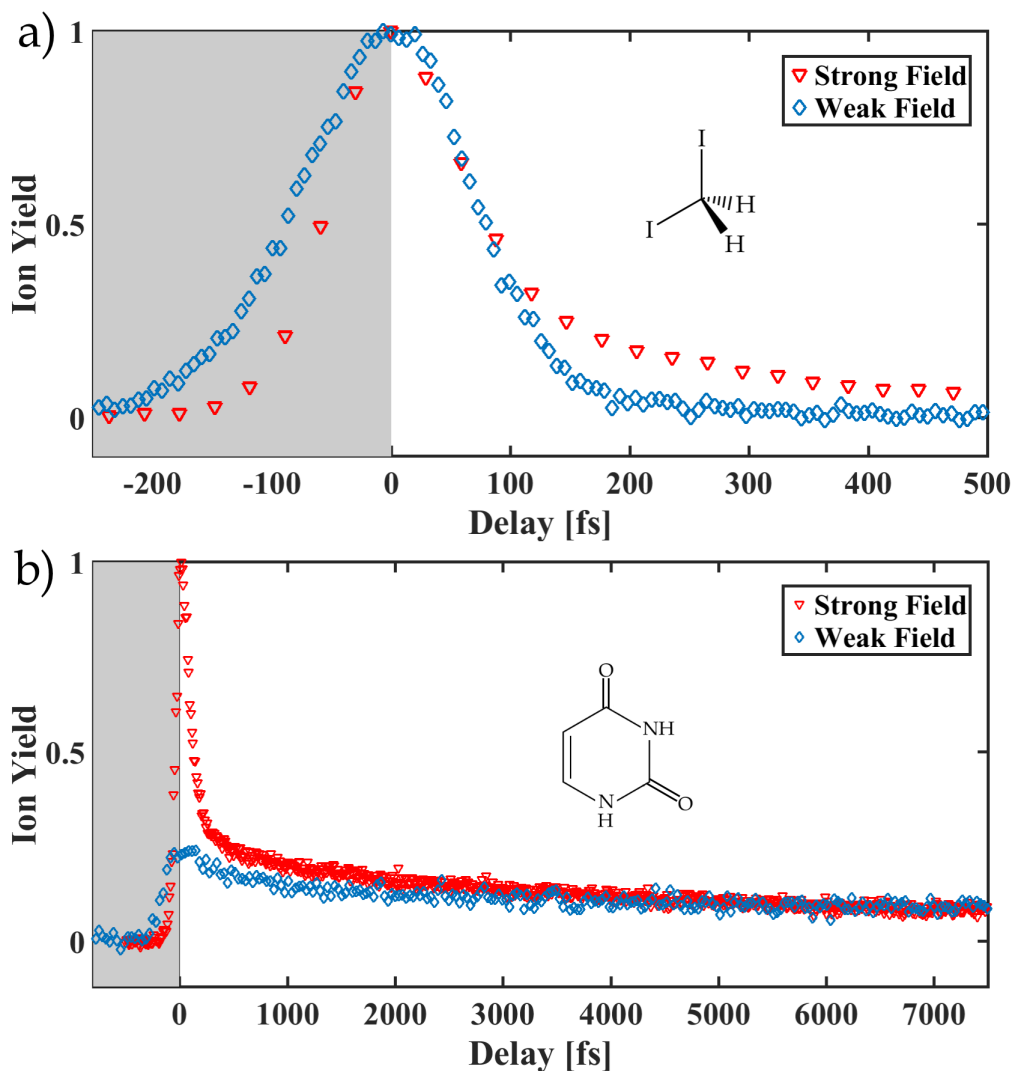 a)
1
0.5
0
Ion Yield
Strong Field
Weak Field
I
I
H
H
-200 -100 0 100 200 300 400 500
Delay [fs]
b)
1
0.5
0
Ion Yield
Strong Field
Weak Field
O
NH
N
H
O
0 1000 2000 3000 4000 5000 6000 7000
Delay [fs]